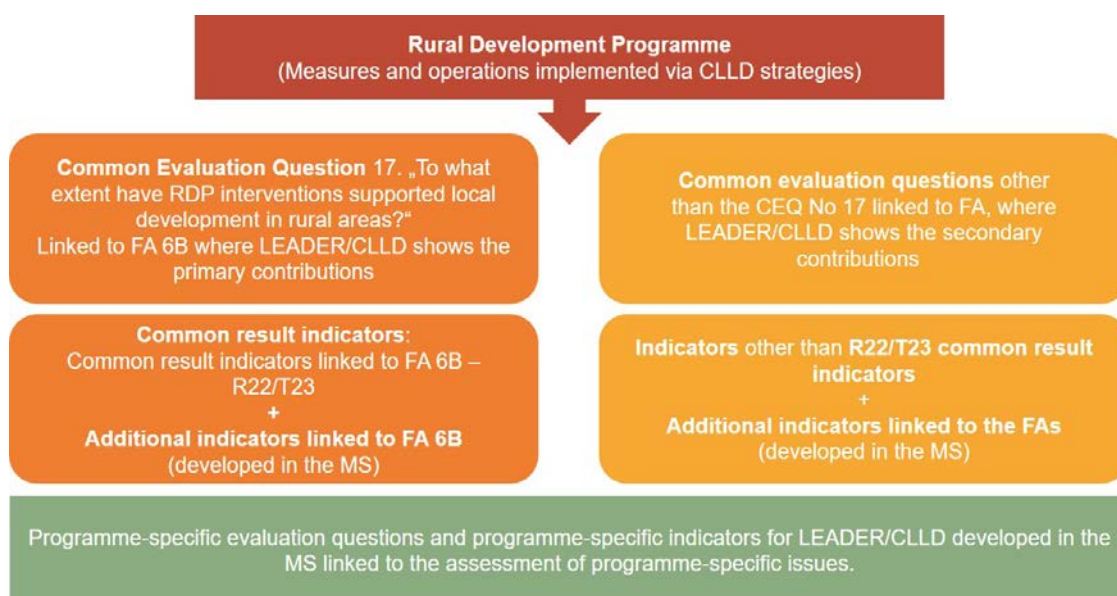 Rural Development Programme
(Measures and operations implemented via CLLD strategies)
Common Evaluation Question 17. „To what
extent have RDP interventions supported local
development in rural areas?“
Linked to FA 6B where LEADER/CLLD shows the
primary contributions
Common evaluation questions other
than the CEQ No 17 linked to FA, where
LEADER/CLLD shows the secondary
contributions
Common result indicators:
Common result indicators linked to FA 6B –
R22/T23
+
Additional indicators linked to FA 6B
(developed in the MS)
Indicators other than R22/T23 common result
indicators
+
Additional indicators linked to the FAs
(developed in the MS)
Programme-specific evaluation questions and programme-specific indicators for LEADER/CLLD developed in the
MS linked to the assessment of programme-specific issues.